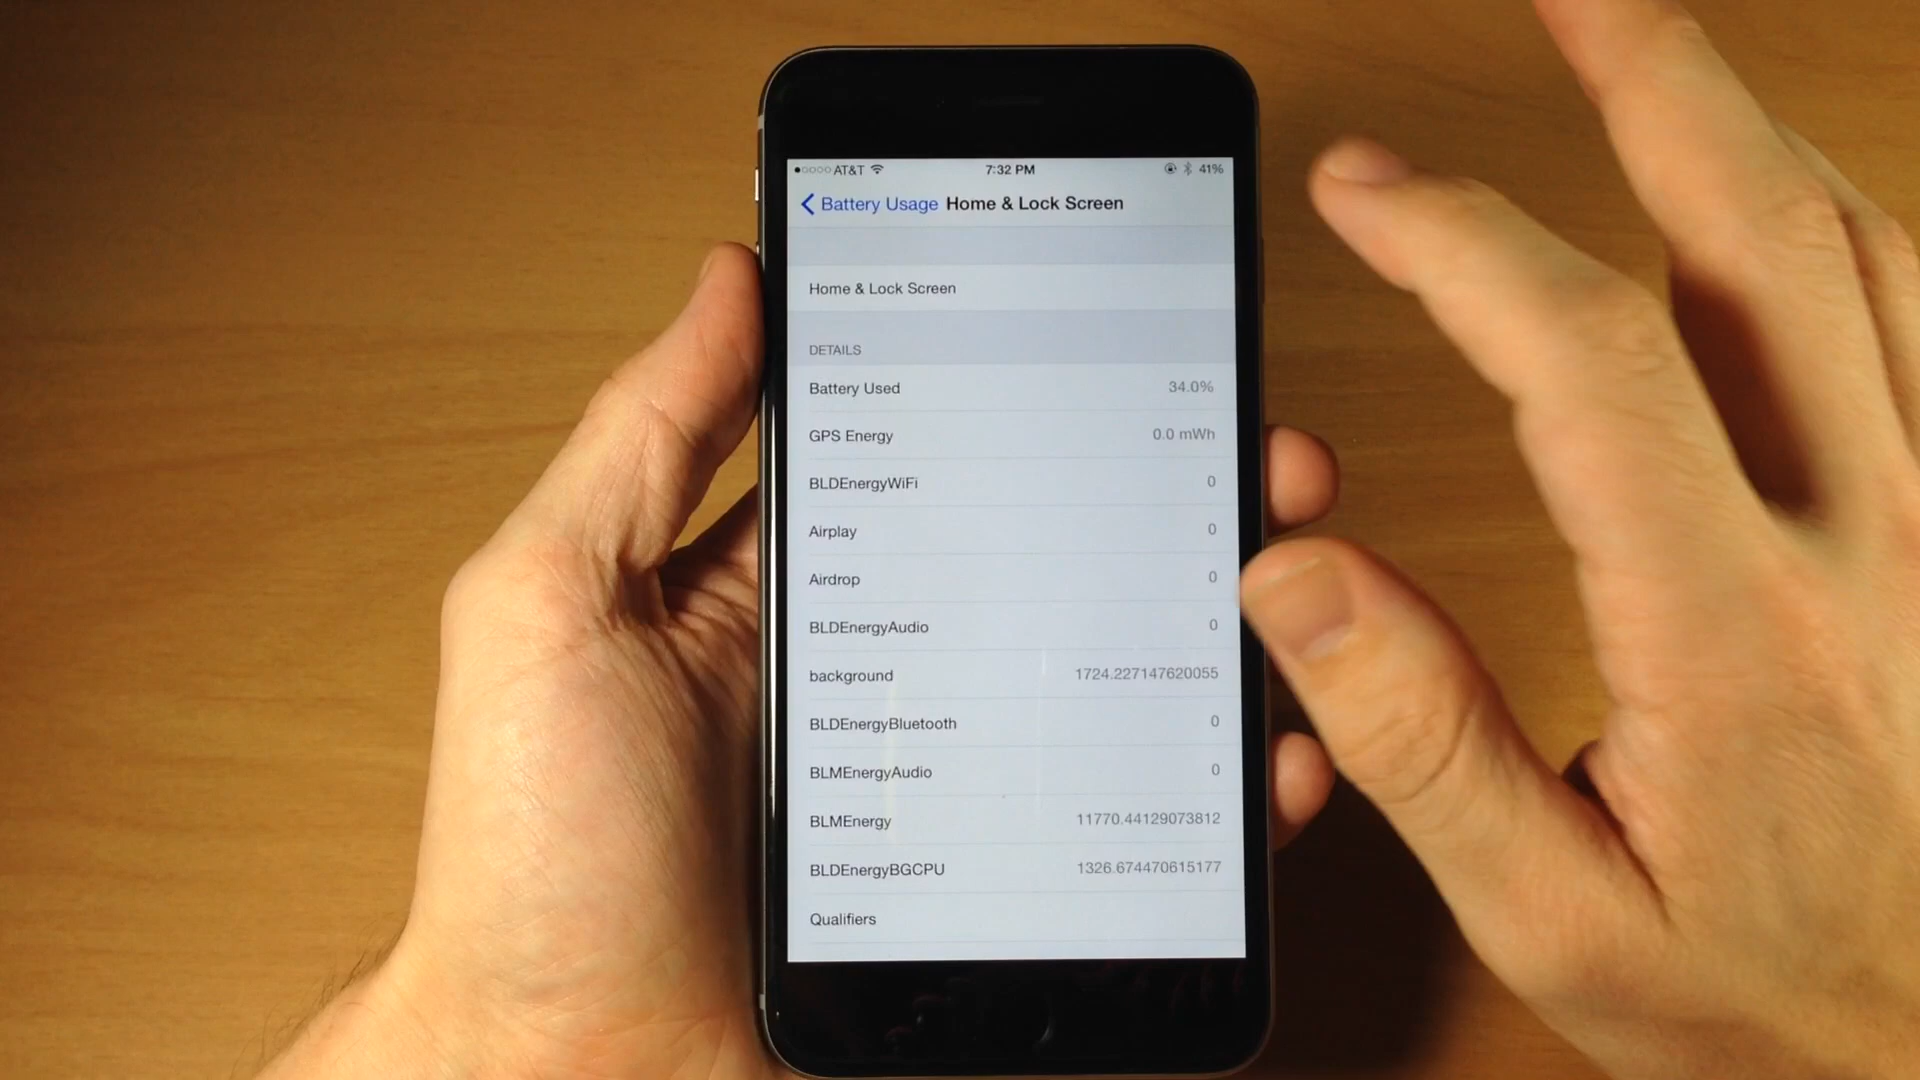 AT&T 7:32 PM 41%
Battery Usage Home & Lock Screen
Home & Lock Screen
DETAILS
Battery Used 34.0%
GPS Energy 0.0 mWh
BLDEnergyWiFi 0
Airplay 0
Airdrop 0
BLDEnergyAudio 0
background 1724.227147620055
BLDEnergyBluetooth 0
BLMEnergyAudio 0
BLMEnergy 11770.44129073812
BLDEnergyBGCPU 1326.674470615177
Qualifiers